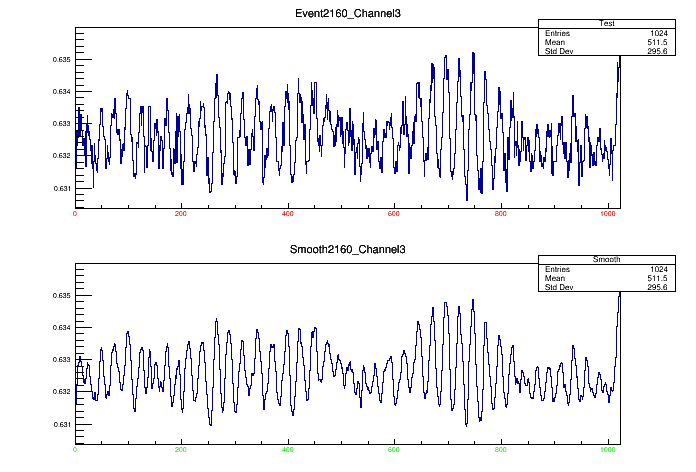 Event2160_Channel3
Test
Entries 1024
Mean 511.5
Std Dev 295.6
0.635
0.634
0.633
0.632
0.631
0 200 400 600 800 1000
Smooth2160_Channel3
Smooth
Entries 1024
Mean 511.5
Std Dev 295.6
0.635
0.634
0.633
0.632
0.631
0 200 400 600 800 1000